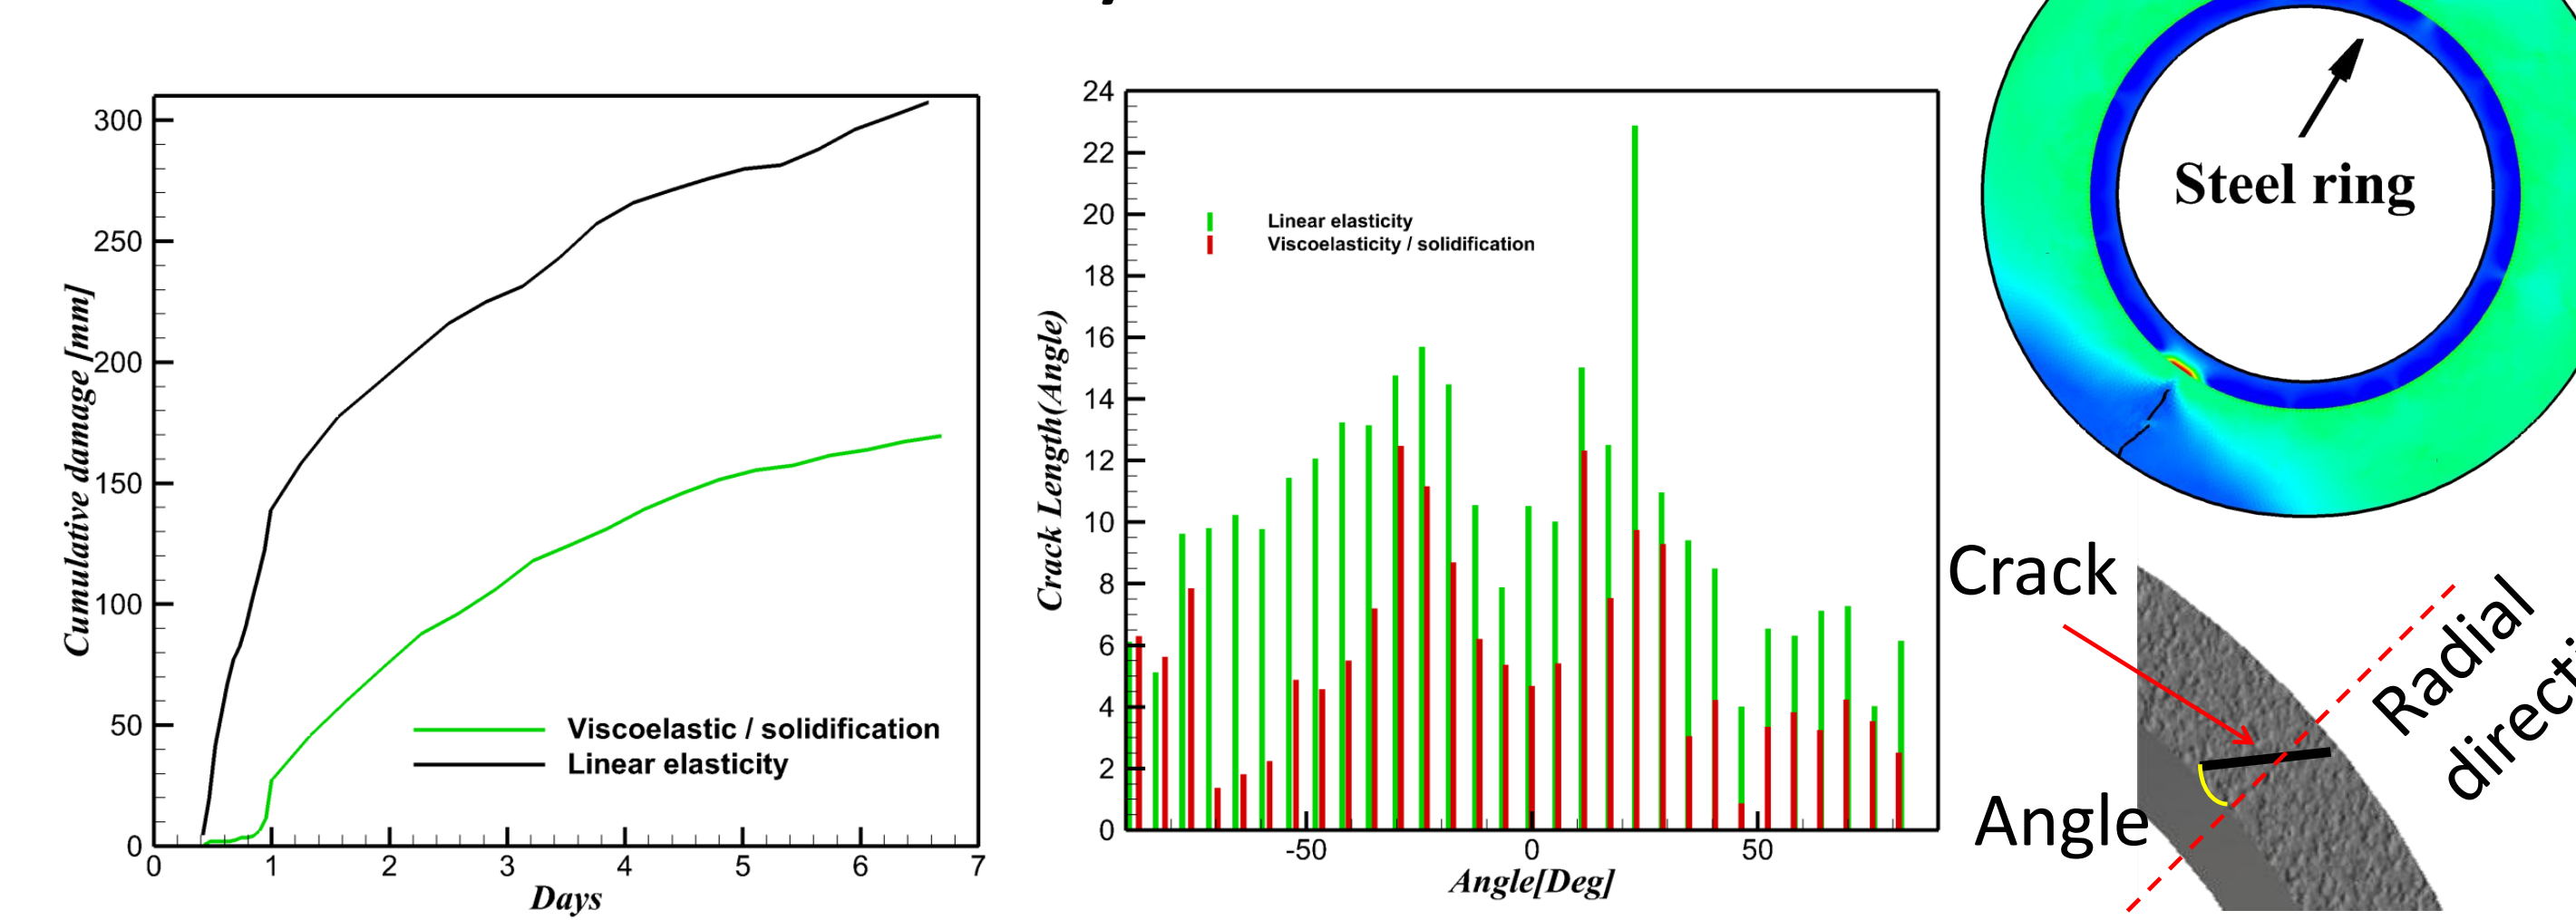 300
250
200
150
100
50
0
0 1 2 3 4 5 6 7
Cumulative damage [mm]
Days
Viscoelastic / solidification
Linear elasticity
24
22
20
18
16
14
12
10
8
6
4
2
0
-50 0 50
Crack Length(Angle)
Angle[Deg]
Linear elasticity
Viscoelasticity / solidification
Steel ring
Crack
Angle
Radial